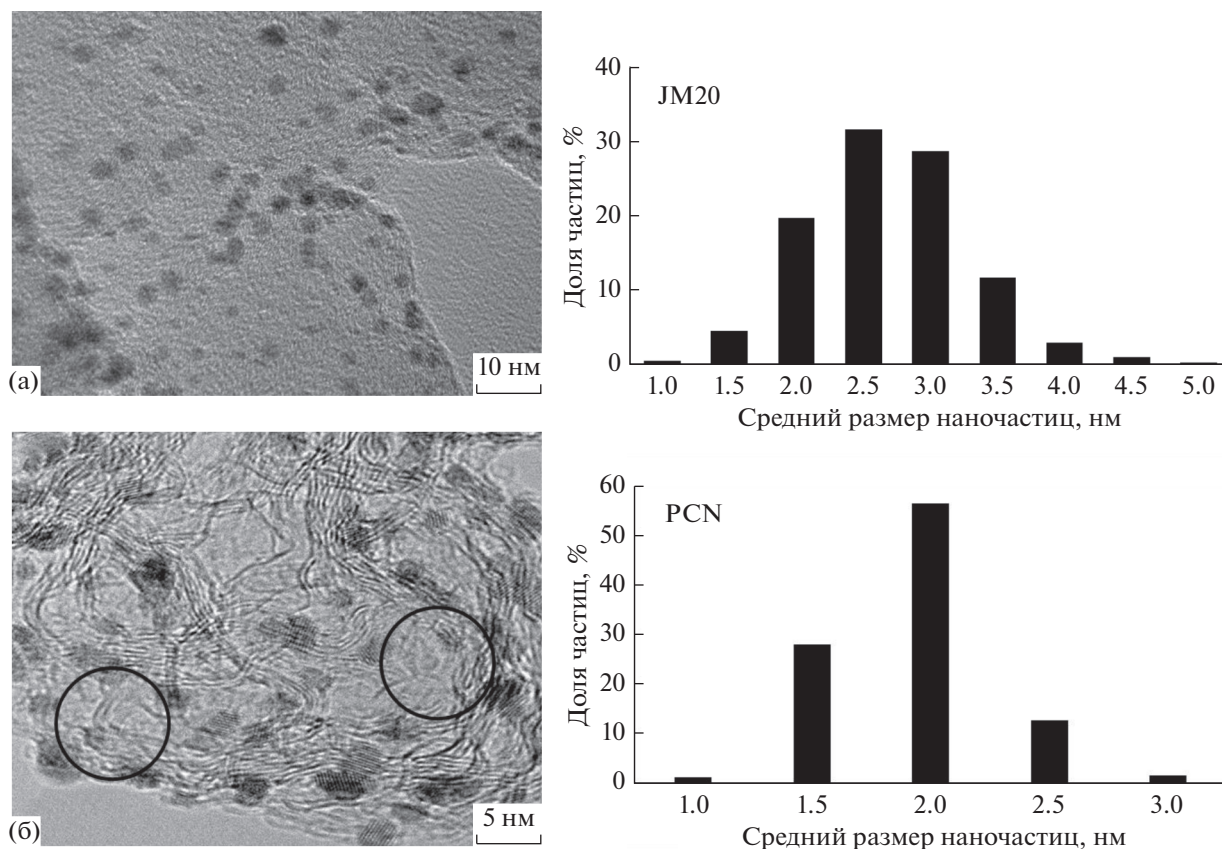 (а)
10 нм
JM20
Доля частиц, %
40
30
20
10
0
1.0 1.5 2.0 2.5 3.0 3.5 4.0 4.5 5.0
Средний размер наночастиц, нм
(б)
5 нм
PCN
Доля частиц, %
60
50
40
30
20
10
0
1.0 1.5 2.0 2.5 3.0
Средний размер наночастиц, нм